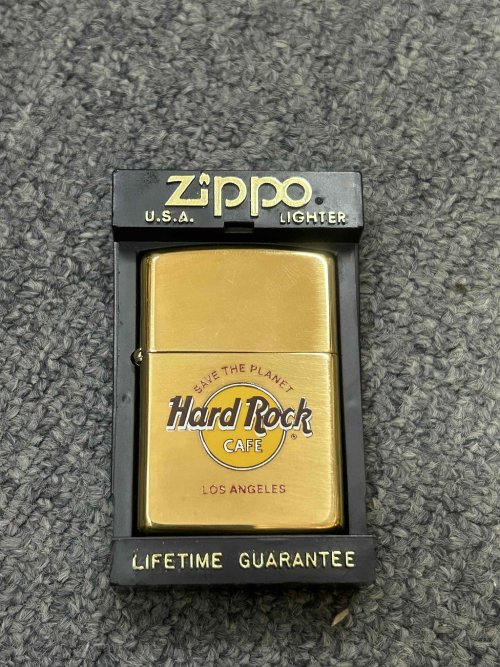 Zippo
U.S.A. LIGHTER
SAVE THE PLANET
Hard Rock
CAFE
®
LOS ANGELES
LIFETIME GUARANTEE